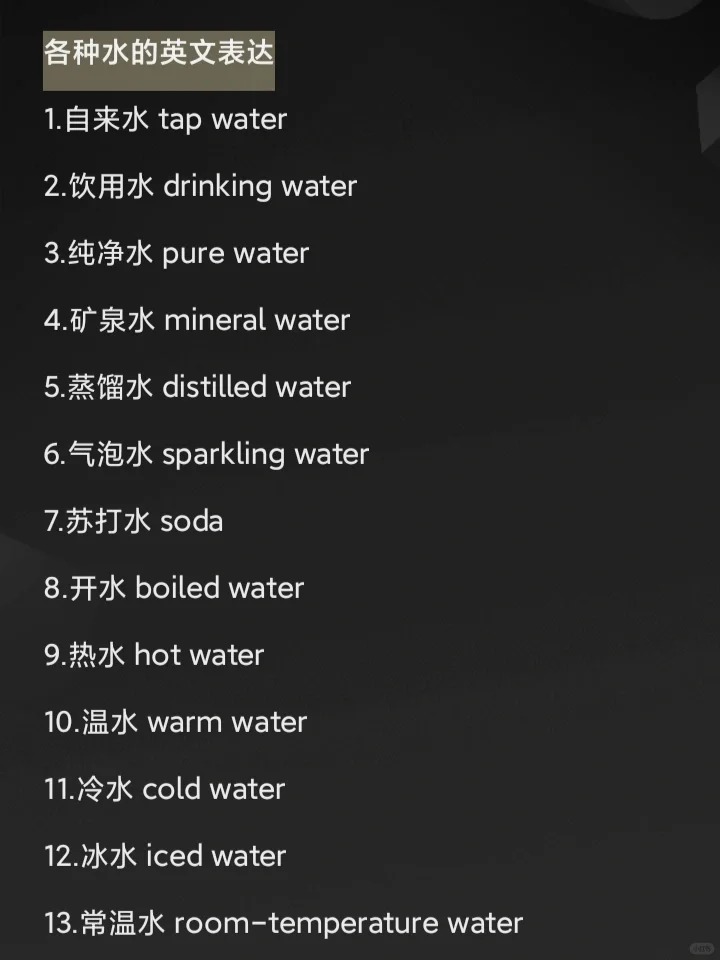 各种水的英文表达
1.自来水 tap water
2.饮用水 drinking water
3.纯净水 pure water
4.矿泉水 mineral water
5.蒸馏水 distilled water
6.气泡水 sparkling water
7.苏打水 soda
8.开水 boiled water
9.热水 hot water
10.温水 warm water
11.冷水 cold water
12.冰水 iced water
13.常温水 room-temperature water